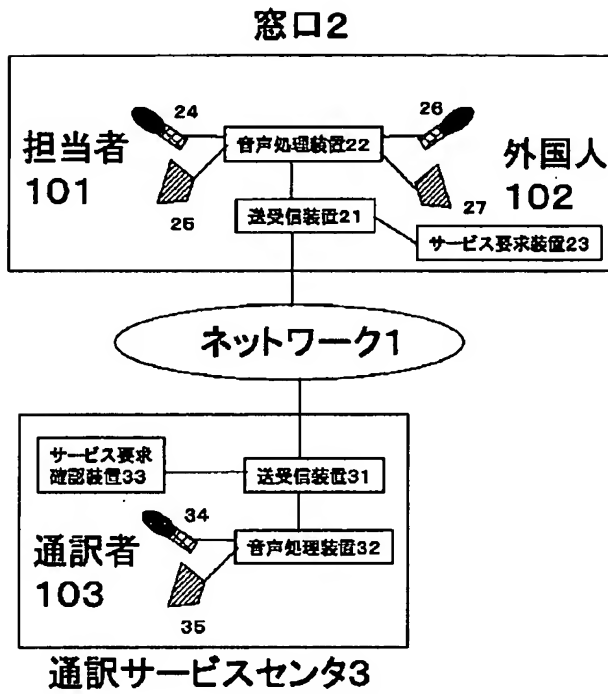 窓口2
24
26
担当者
101
音声処理装置22
外国人
102
25
27
送受信装置21
サービス要求装置23
ネットワーク1
サービス要求
確認装置33
送受信装置31
34
通訳者
103
音声処理装置32
35
通訳サービスセンタ3